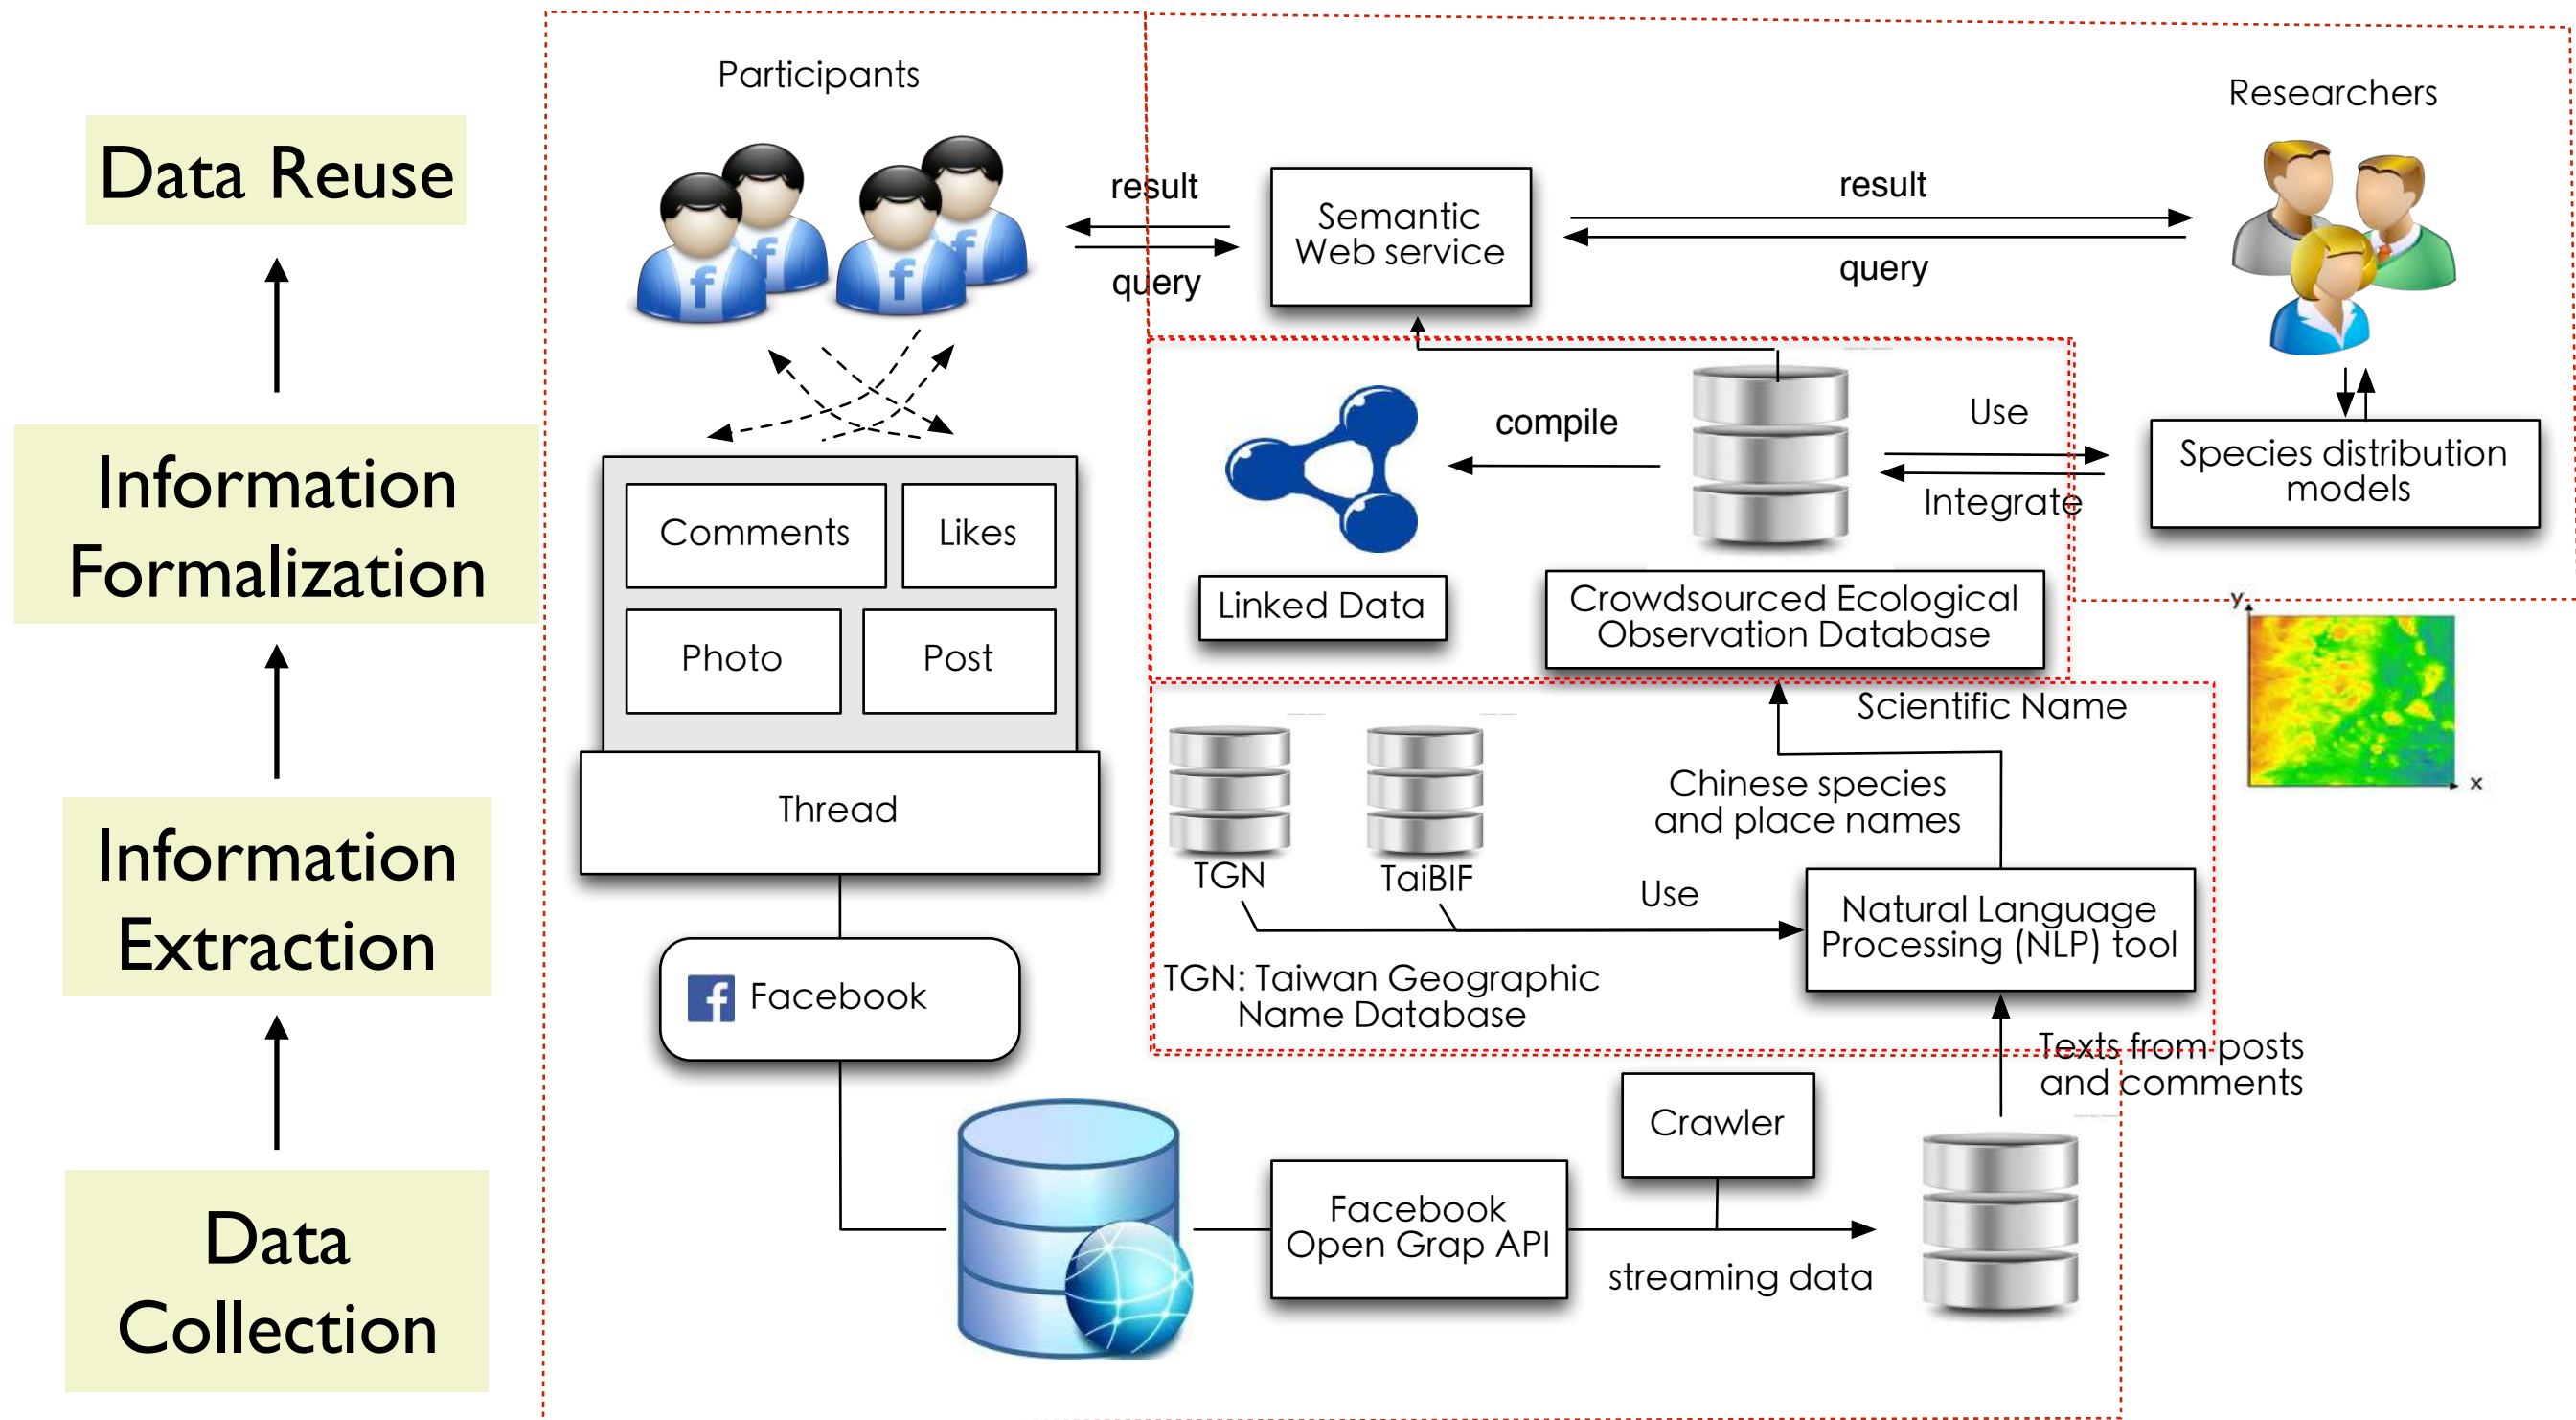 Data Reuse
Information
Formalization
Information
Extraction
Data
Collection
Participants
Comments
Likes
Photo
Post
Thread
Facebook
result
query
Semantic
Web service
result
query
Researchers
Species distribution
models
compile
Use
Integrate
Linked Data
Crowdsourced Ecological
Observation Database
y
x
Scientific Name
Chinese species
and place names
TGN
TaiBIF
Use
Natural Language
Processing (NLP) tool
TGN: Taiwan Geographic
Name Database
Texts from posts
and comments
Crawler
Facebook
Open Grap API
streaming data